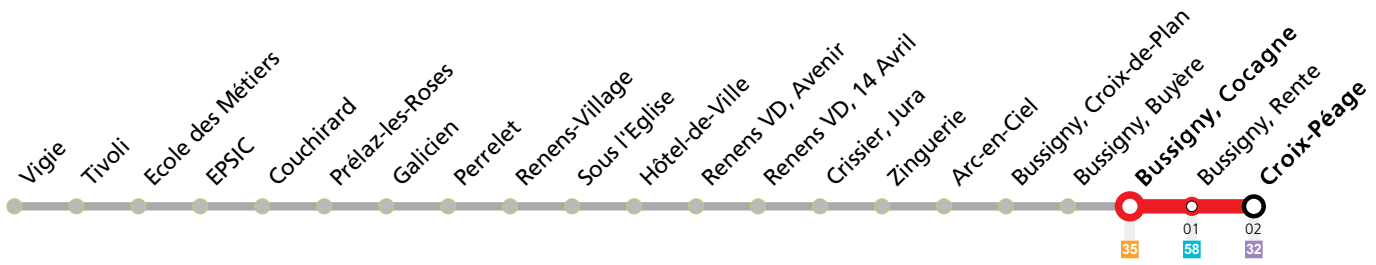 Vigie
Tivoli
Ecole des Métiers
EPSIC
Couchirard
Prélaz-les-Roses
Galicien
Perrelet
Renens-Village
Sous l'Eglise
Hôtel-de-Ville
Renens VD, Avenir
Renens VD, 14 Avril
Crissier, Jura
Zinguerie
Arc-en-Ciel
Bussigny, Croix-de-Plan
Bussigny, Buyère
Bussigny, Cocagne
Bussigny, Rente
Croix-Péage
01
02
35
58
32